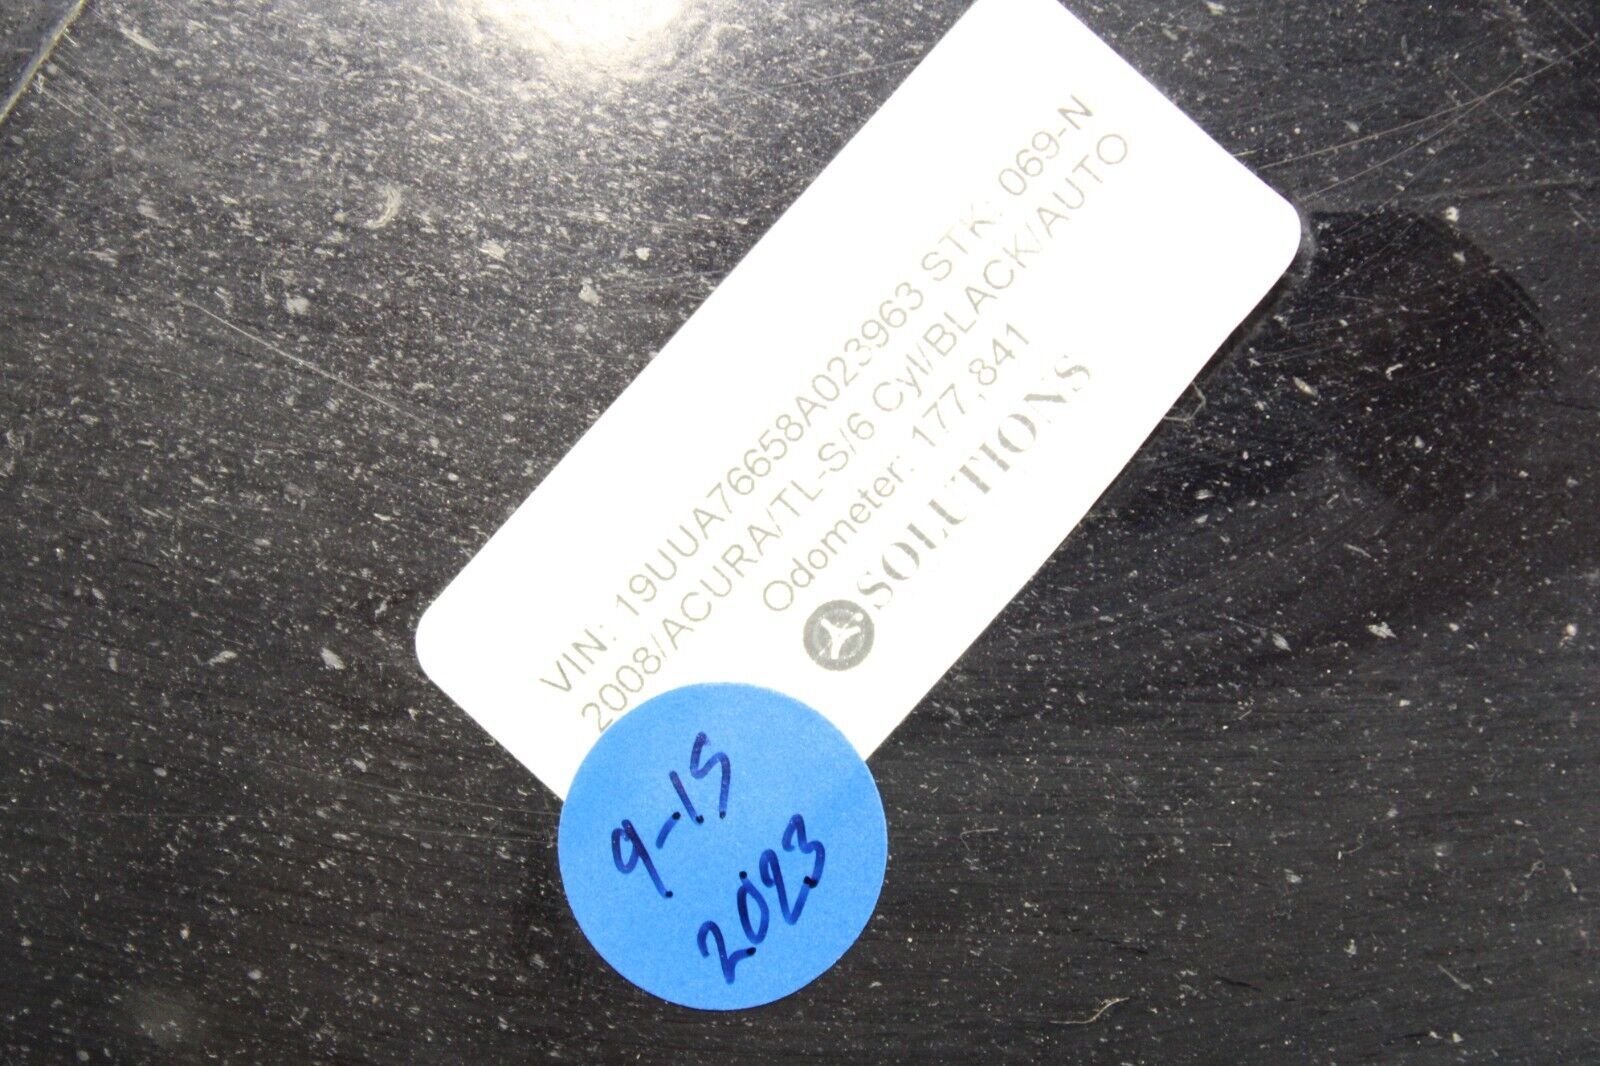 VIN: 19UUA76658A023963 STK: 069-N
2008/ACURA/TL-S/6 Cyl/BLACK/AUTO
Odometer: 177,841
SOLUTIONS
9-15
2023